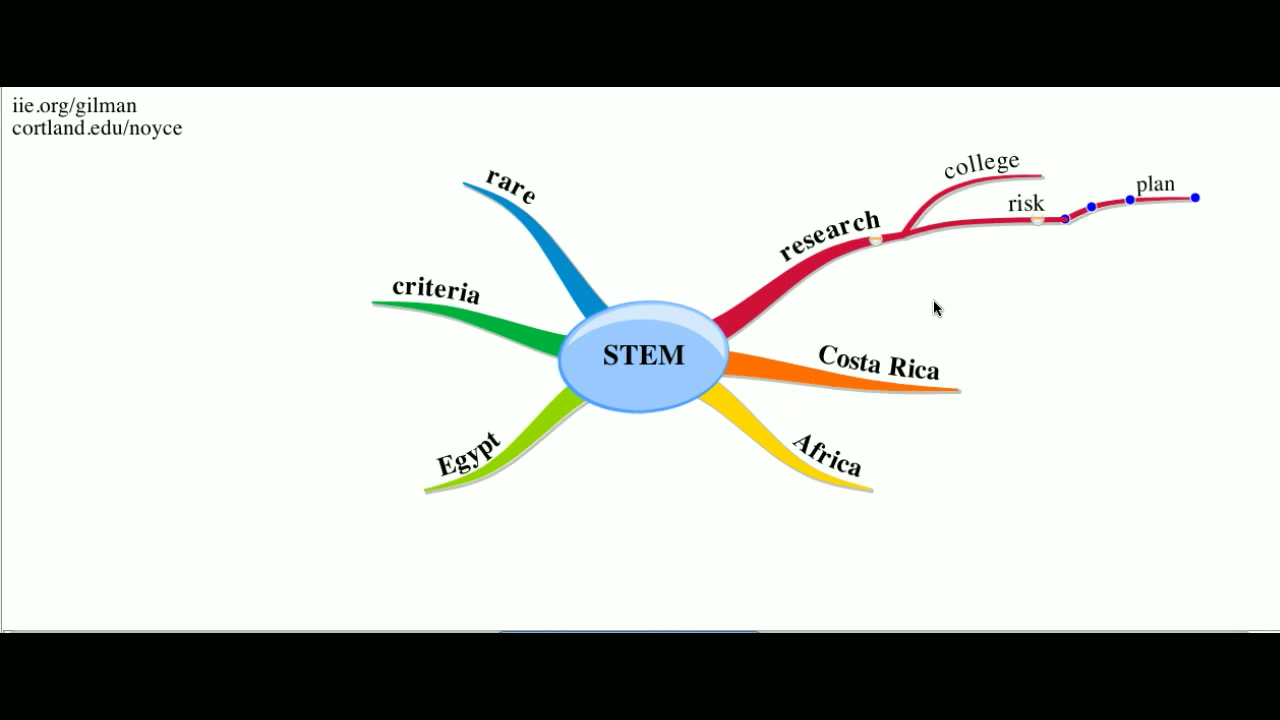 iie.org/gilman
cortland.edu/noyce
college
plan
rare
risk
research
criteria
STEM
Costa Rica
Egypt
Africa